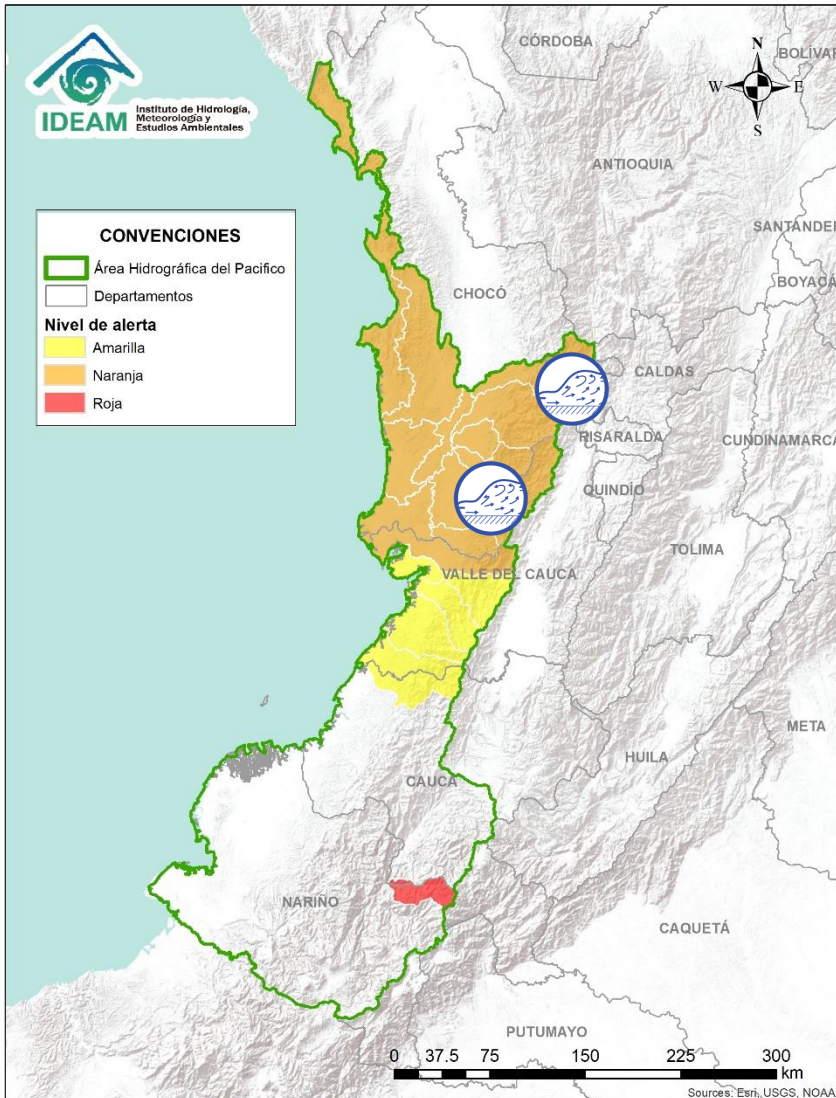 IDEAM
Instituto de Hidrología,
Meteorología y
Estudios Ambientales
N
W
E
S
CÓRDOBA
BOLÍVAR
ANTIOQUIA
SANTANDER
BOYACÁ
CHOCÓ
CALDAS
RISARALDA
CUNDINAMARCA
QUINDÍO
TOLIMA
VALLE DEL CAUCA
META
HUILA
CAUCA
NARIÑO
CAQUETÁ
PUTUMAYO
CONVENCIONES
Área Hidrográfica del Pacifico
Departamentos
Nivel de alerta
Amarilla
Naranja
Roja
0 37.5 75 150 225 300
km
Sources: Esri, USGS, NOAA